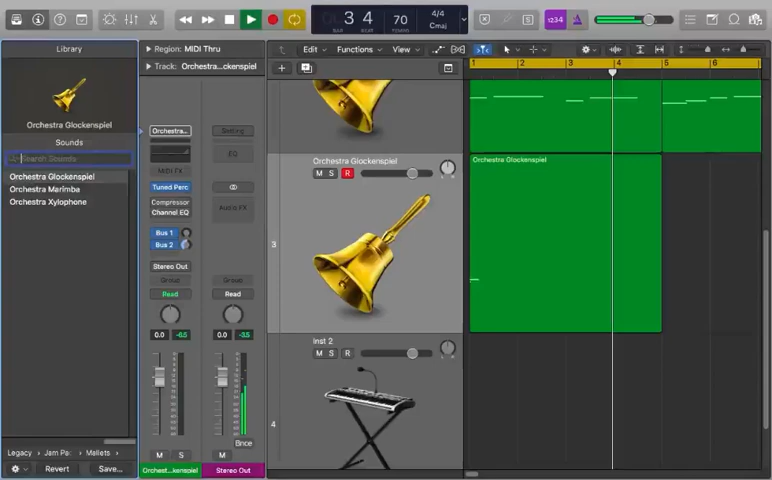 3 4 70 4/4
Cmaj
BAR BEAT
1234
Library
Region: MIDI Thru
Track: Orchestra...ckenspiel
Edit Functions View
Orchestra Glockenspiel
Sounds
Search Sounds
Orchestra Glockenspiel
Orchestra Marimba
Orchestra Xylophone
Orchestra...
Setting
EQ
MIDI FX
Tuned Perc
Compressor
Channel EQ
Audio FX
Bus 1
Bus 2
Stereo Out
Group Group
Read Read
0.0 -6.5 0.0 -3.5
Bnce
M S M
Orchest...kenspiel Stereo Out
1 2 3 4 5 6
Orchestra Glockenspiel
M S R
3
Orchestra Glockenspiel
Inst 2
M S R
4
Legacy Jam Pa: Mallets
Revert Save...